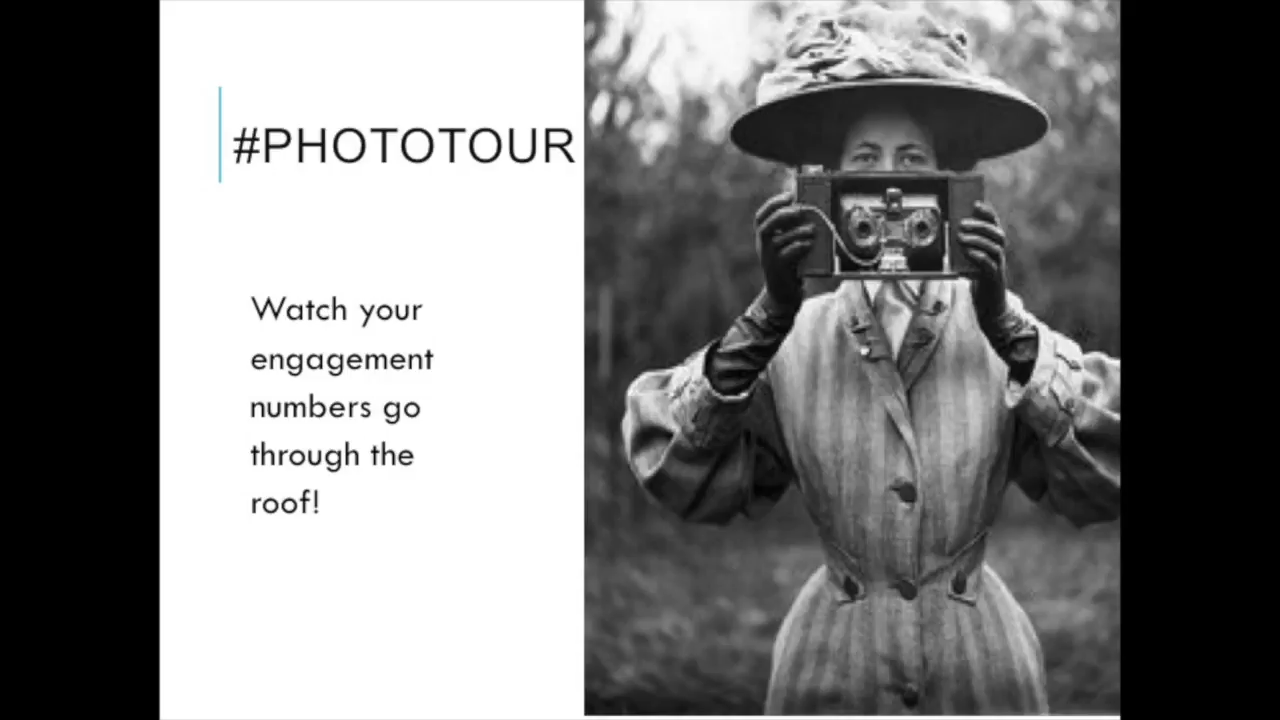 #PHOTOTOUR
Watch your
engagement
numbers go
through the
roof!